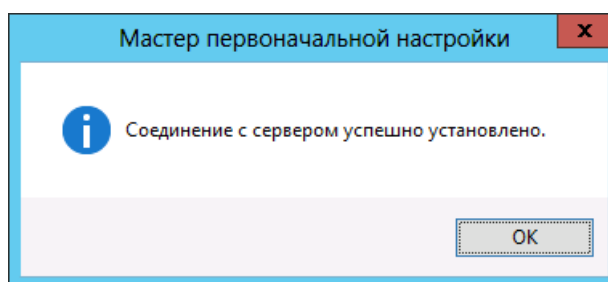 Мастер первоначальной настройки
x
Соединение с сервером успешно установлено.
OK